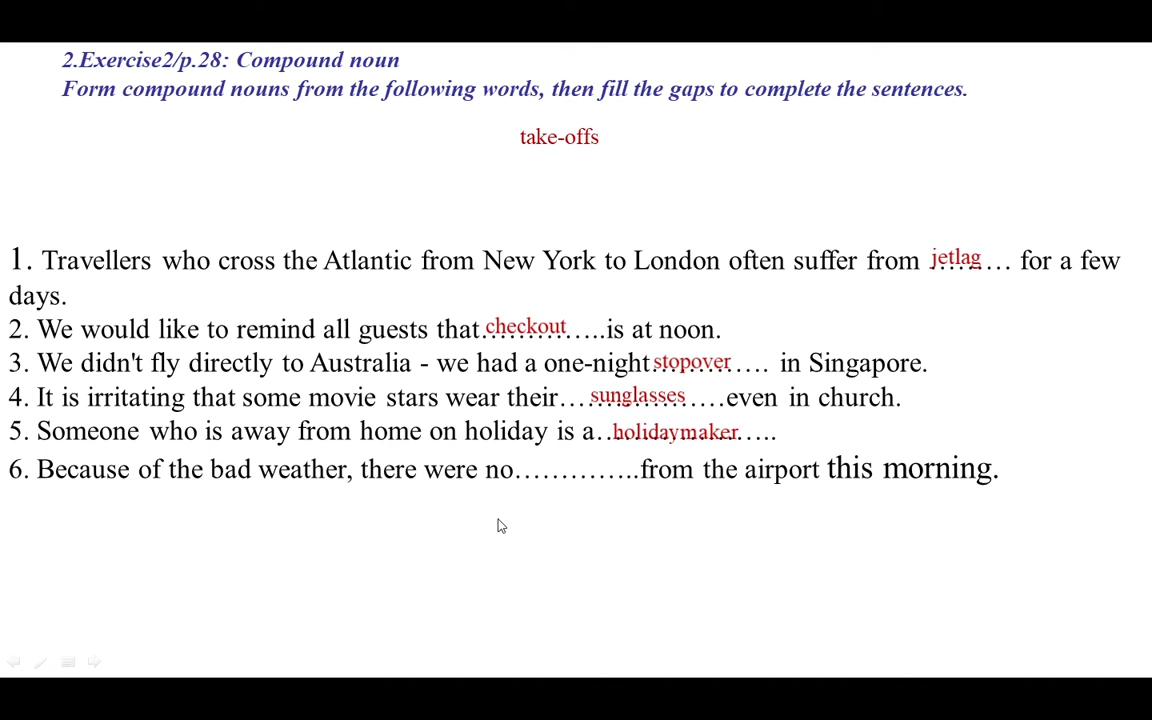 2.Exercise2/p.28: Compound noun
Form compound nouns from the following words, then fill the gaps to complete the sentences.
take-offs
1. Travellers who cross the Atlantic from New York to London often suffer from jetlag… for a few
days.
2. We would like to remind all guests that checkout…..is at noon.
3. We didn't fly directly to Australia - we had a one-night stopover…. in Singapore.
4. It is irritating that some movie stars wear their…sunglasses….even in church.
5. Someone who is away from home on holiday is a..holidaymaker…..
6. Because of the bad weather, there were no…………..from the airport this morning.